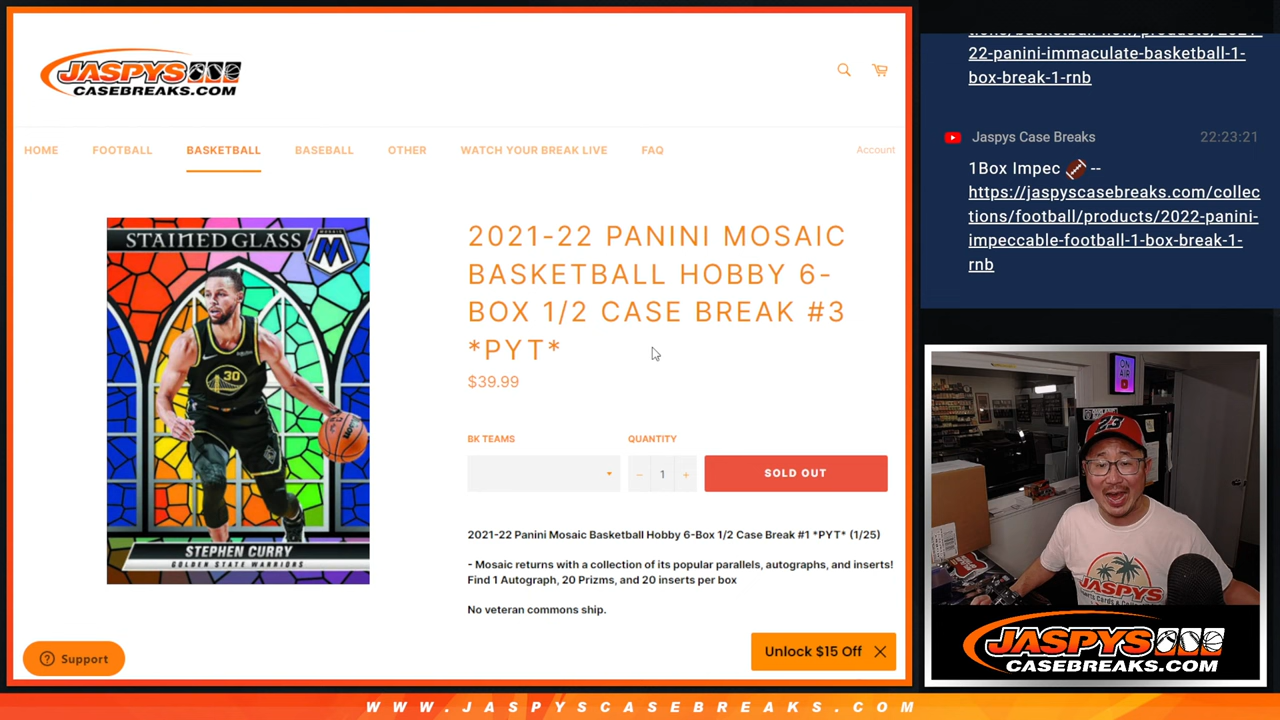 JASPYS
CASEBREAKS.COM
HOME FOOTBALL BASKETBALL BASEBALL OTHER WATCH YOUR BREAK LIVE FAQ Account
STAINED GLASS
30
STEPHEN CURRY
GOLDEN STATE WARRIORS
2021-22 PANINI MOSAIC
BASKETBALL HOBBY 6-
BOX 1/2 CASE BREAK #3
*PYT*
$39.99
BK TEAMS QUANTITY
− 1 + SOLD OUT
2021-22 Panini Mosaic Basketball Hobby 6-Box 1/2 Case Break #1 *PYT* (1/25)
- Mosaic returns with a collection of its popular parallels, autographs, and inserts!
Find 1 Autograph, 20 Prizms, and 20 inserts per box
No veteran commons ship.
Support
Unlock $15 Off
22-panini-immaculate-basketball-1-
box-break-1-rnb
Jaspys Case Breaks 22:23:21
1Box Impec 🏈 --
https://jaspyscasebreaks.com/collec
tions/football/products/2022-panini-
impeccable-football-1-box-break-1-
rnb
ON
AIR
JASPYS
JASPYS
CASEBREAKS.COM
WWW.JASPYSCASEBREAKS.COM